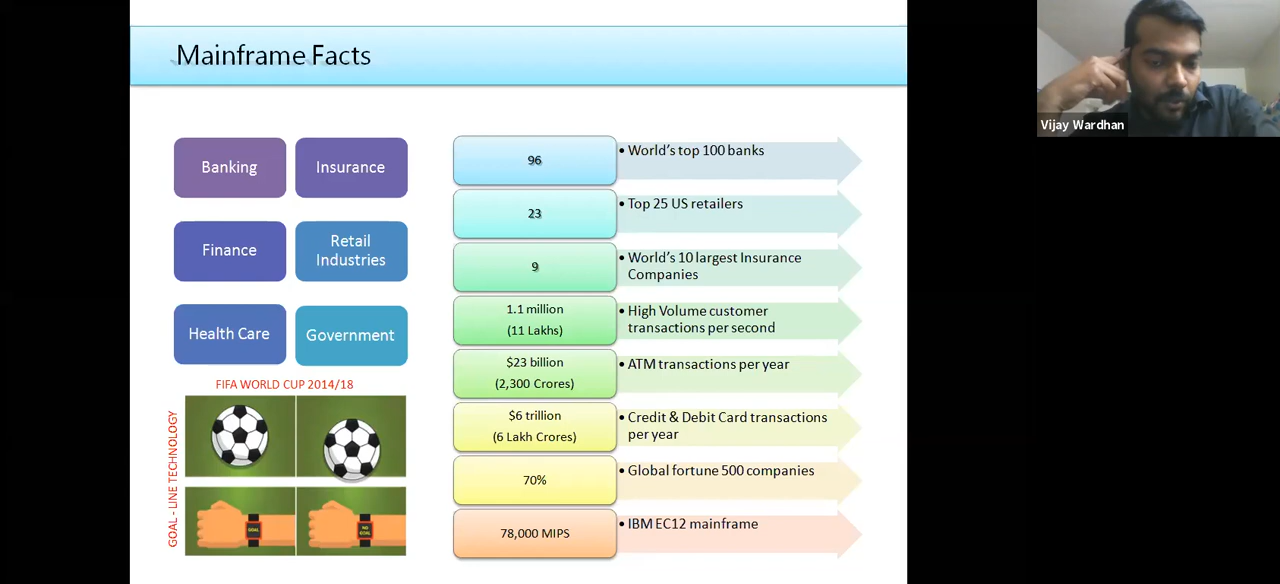 Mainframe Facts
Vijay Wardhan
Banking
Insurance
Finance
Retail
Industries
Health Care
Government
FIFA WORLD CUP 2014/18
GOAL - LINE TECHNOLOGY
GOAL
NO
GOAL
96
• World's top 100 banks
23
• Top 25 US retailers
9
• World's 10 largest Insurance
Companies
1.1 million
(11 Lakhs)
• High Volume customer
transactions per second
$23 billion
(2,300 Crores)
• ATM transactions per year
$6 trillion
(6 Lakh Crores)
• Credit & Debit Card transactions
per year
70%
• Global fortune 500 companies
78,000 MIPS
• IBM EC12 mainframe